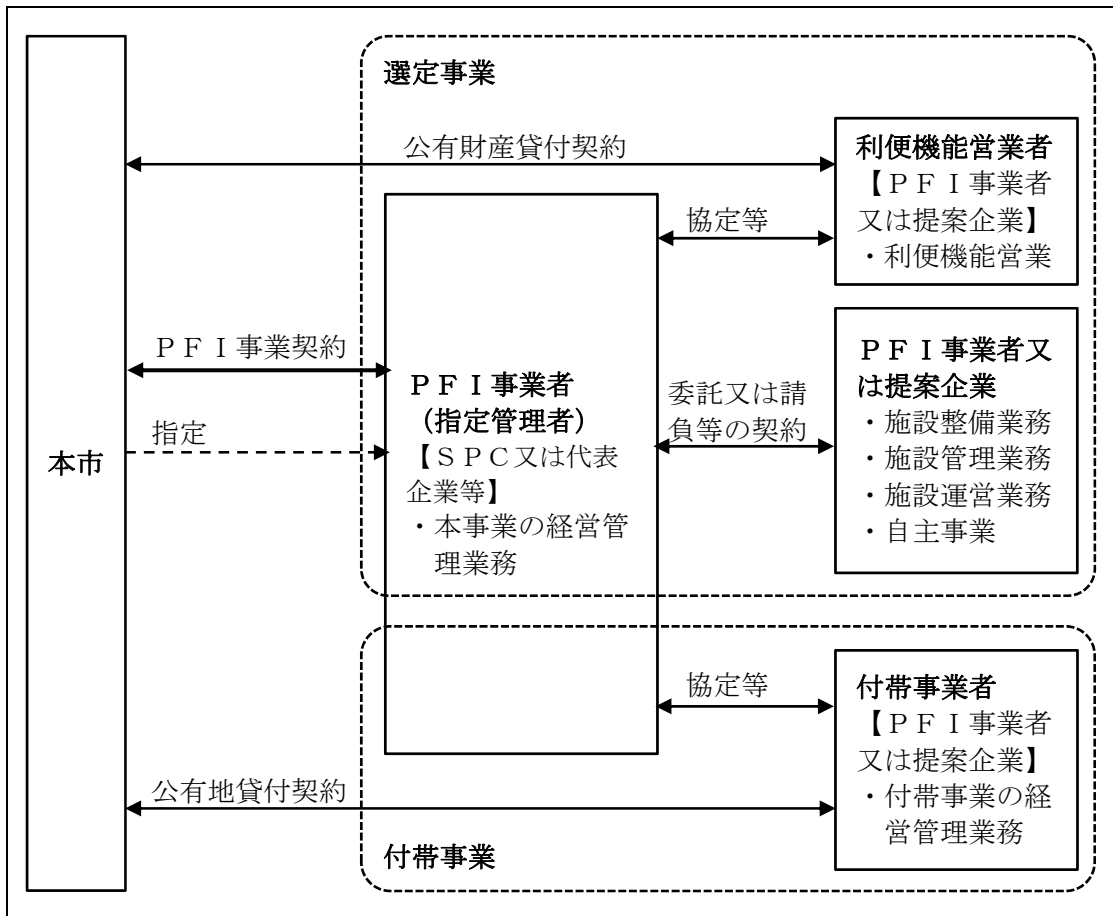 選定事業
公有財産貸付契約
利便機能営業者
【ＰＦＩ事業者
又は提案企業】
・利便機能営業
協定等
ＰＦＩ事業契約
指定
本市
ＰＦＩ事業者
（指定管理者）
【ＳＰＣ又は代表
企業等】
・本事業の経営管
理業務
委託又は請
負等の契約
ＰＦＩ事業者又
は提案企業
・施設整備業務
・施設管理業務
・施設運営業務
・自主事業
協定等
付帯事業者
【ＰＦＩ事業者
又は提案企業】
・付帯事業の経
営管理業務
公有地貸付契約
付帯事業